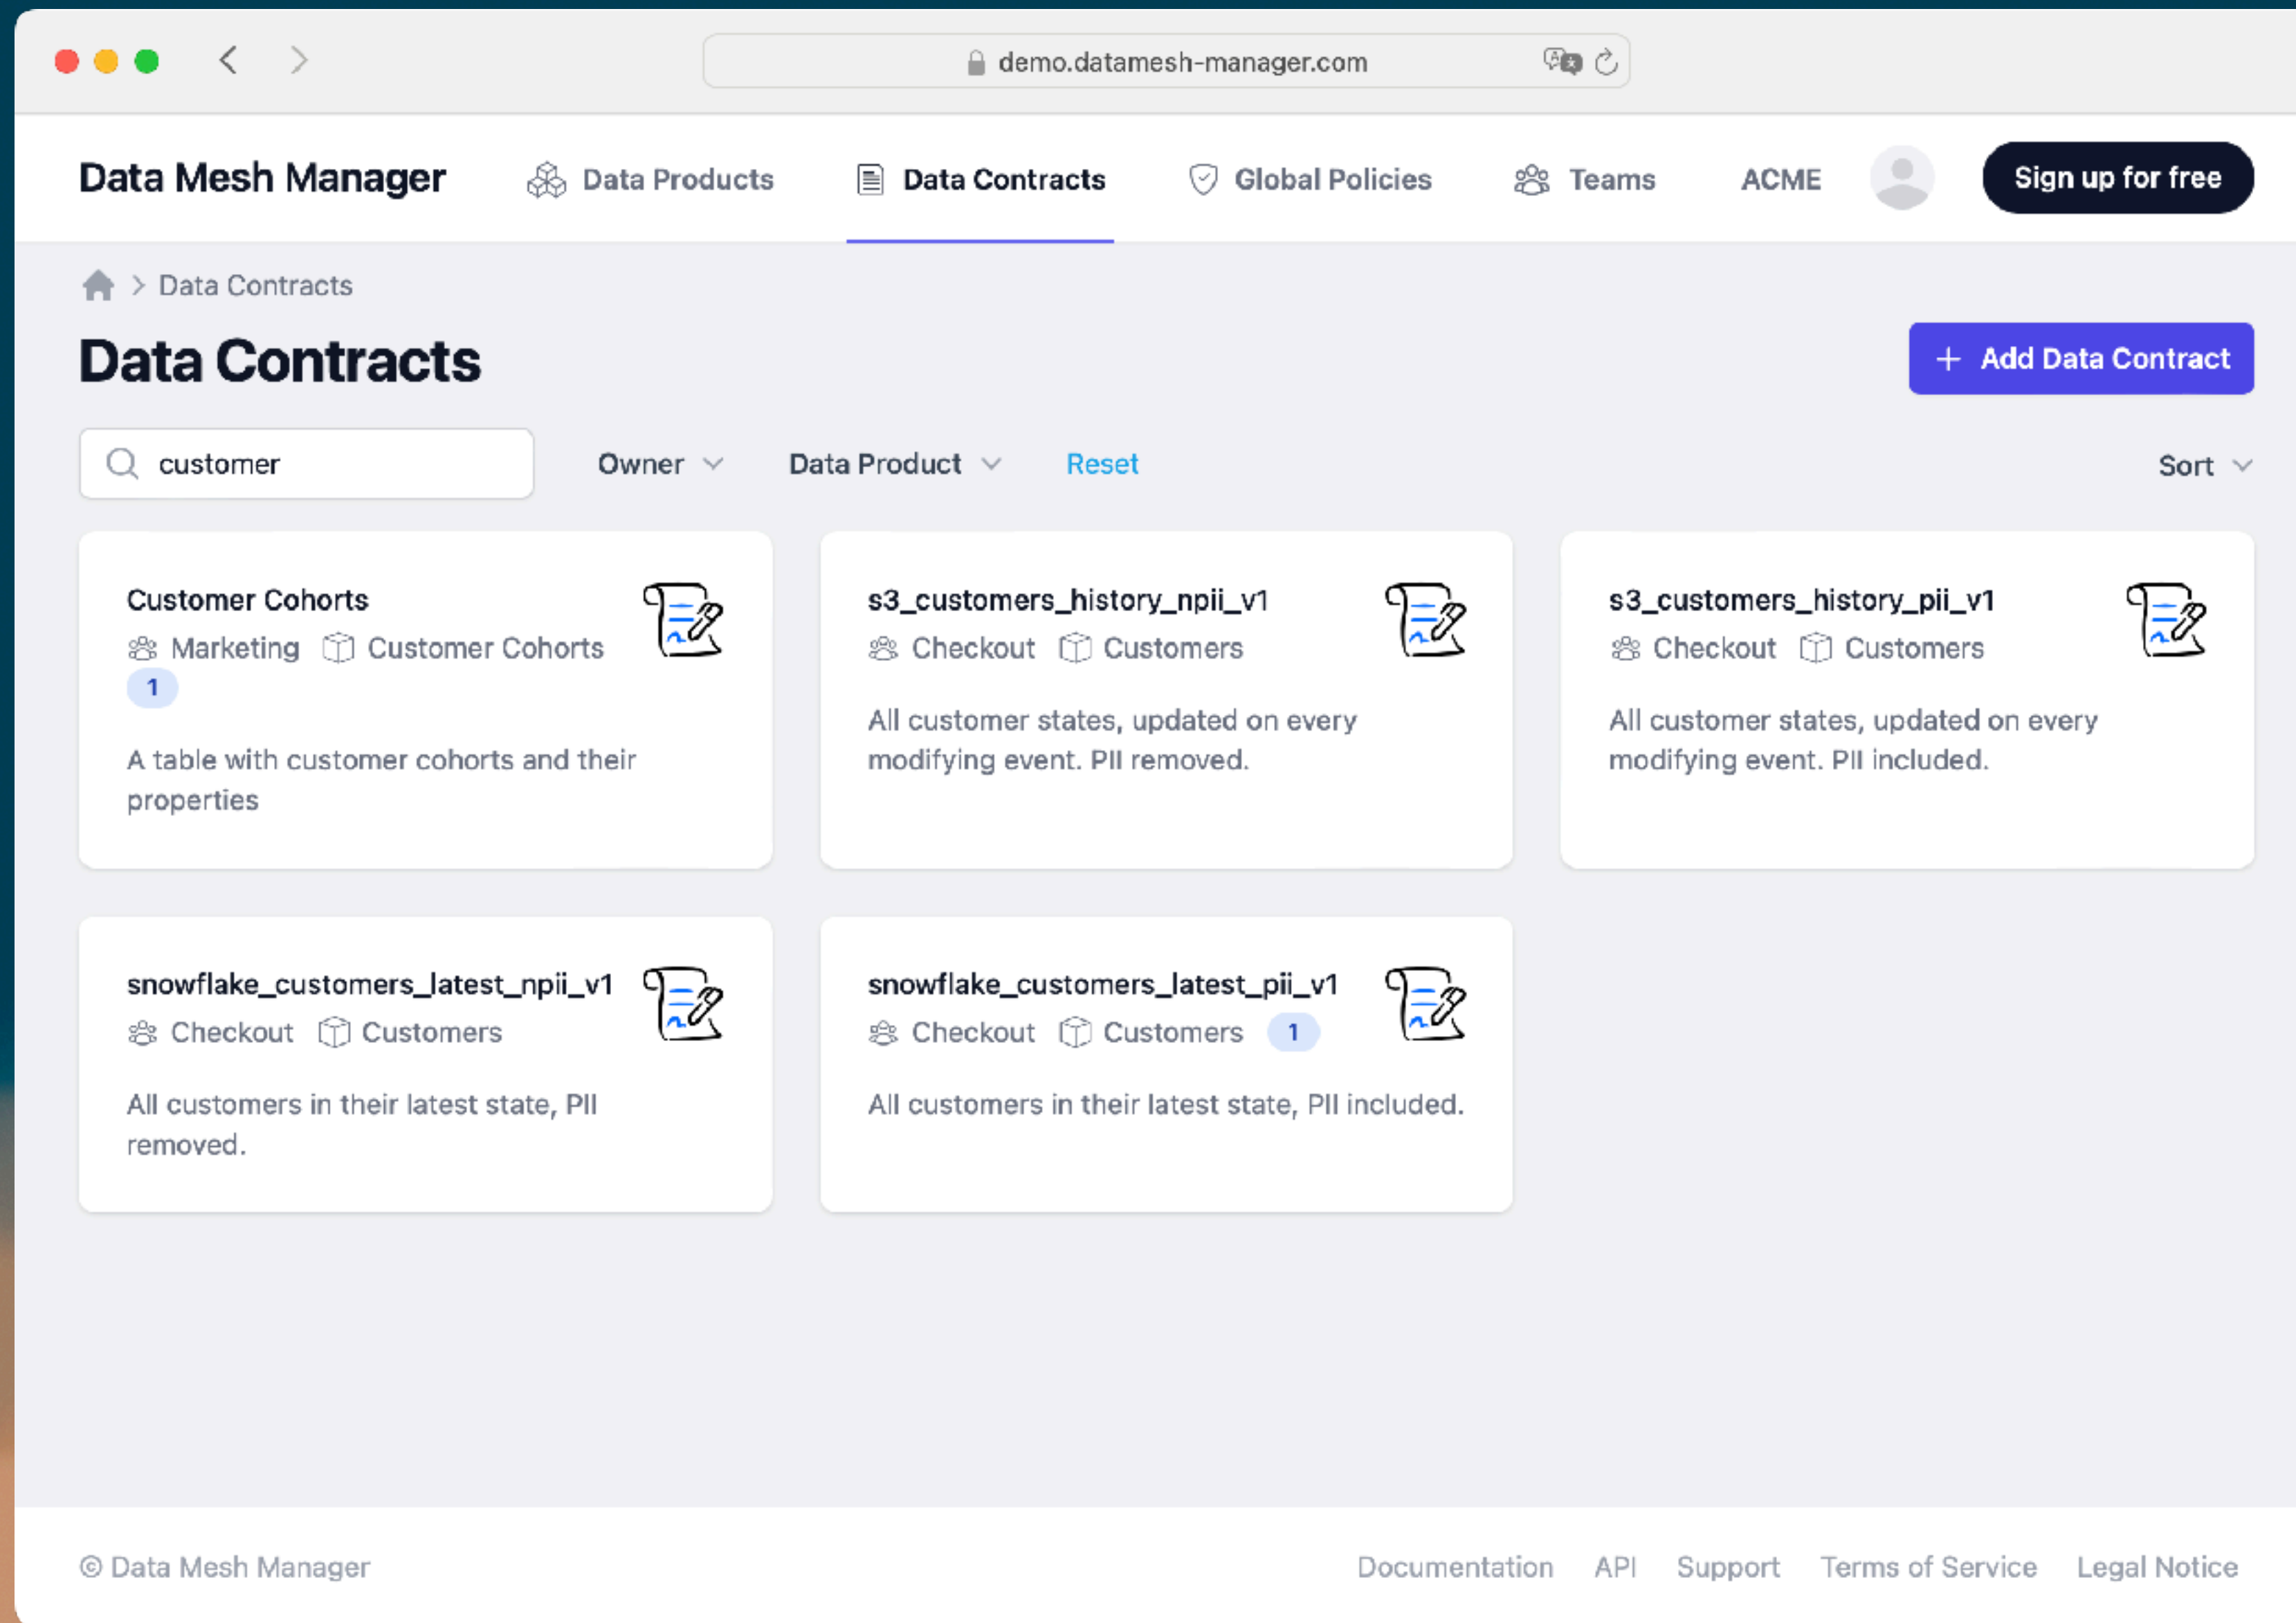 demo.datamesh-manager.com
Data Mesh Manager Data Products Data Contracts Global Policies Teams ACME Sign up for free
Data Contracts
Data Contracts
+ Add Data Contract
customer Owner Data Product Reset Sort
Customer Cohorts
Marketing Customer Cohorts
1
A table with customer cohorts and their
properties
s3_customers_history_npii_v1
Checkout Customers
All customer states, updated on every
modifying event. PII removed.
s3_customers_history_pii_v1
Checkout Customers
All customer states, updated on every
modifying event. PII included.
snowflake_customers_latest_npii_v1
Checkout Customers
All customers in their latest state, PII
removed.
snowflake_customers_latest_pii_v1
Checkout Customers 1
All customers in their latest state, PII included.
© Data Mesh Manager Documentation API Support Terms of Service Legal Notice